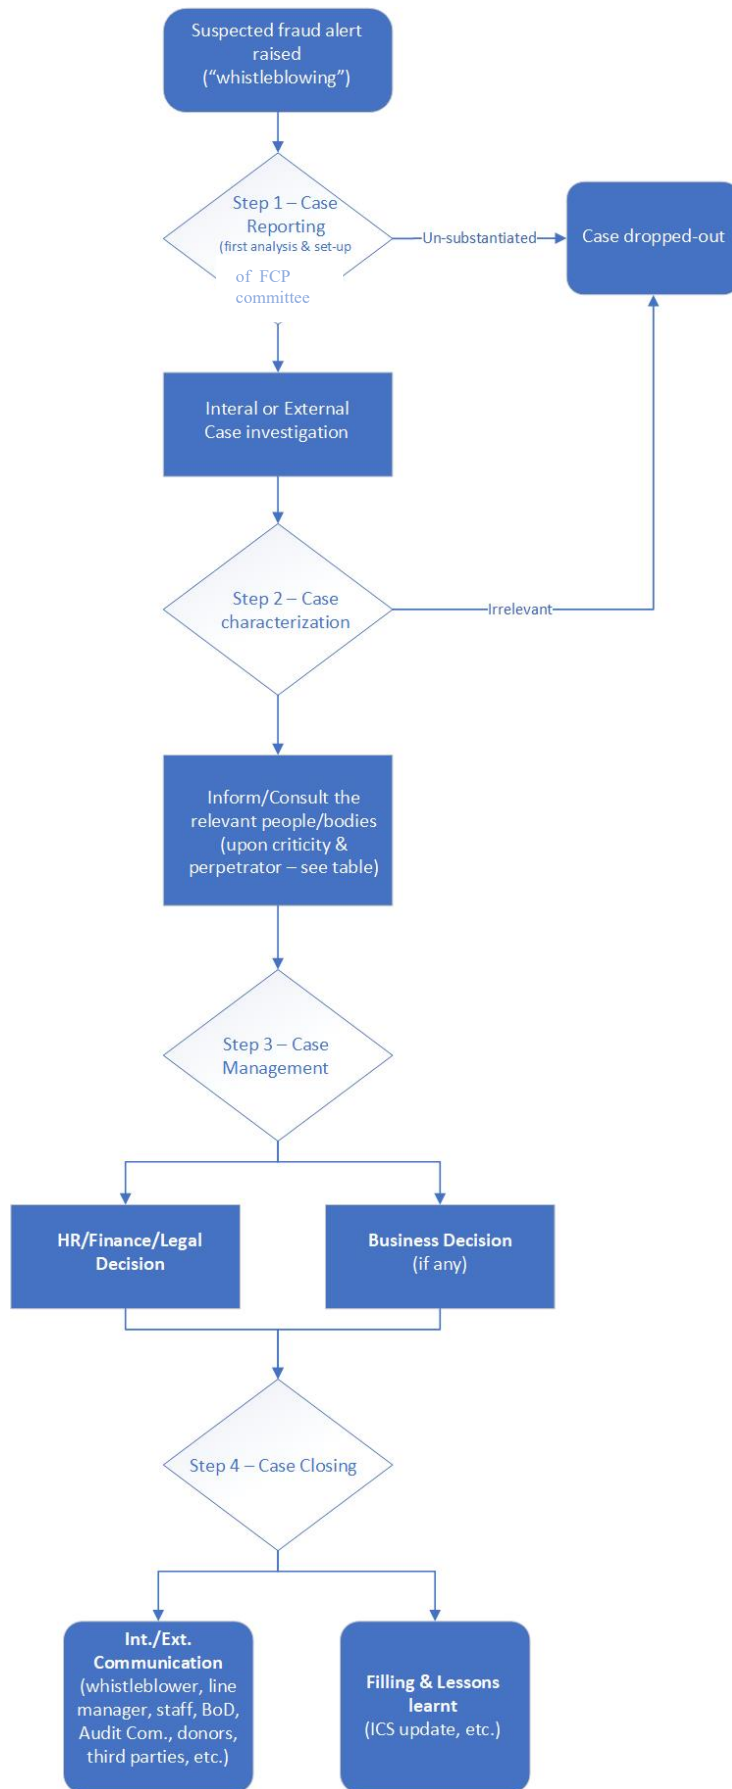 Suspected fraud alert
raised
(“whistleblowing”)
Step 1 – Case
Reporting
(first analysis & set-up
of FCP
committee
Un-substantiated
Case dropped-out
Interal or External
Case investigation
Step 2 – Case
characterization
Irrelevant
Inform/Consult the
relevant people/bodies
(upon criticity &
perpetrator – see table)
Step 3 – Case
Management
HR/Finance/Legal
Decision
Business Decision
(if any)
Step 4 – Case Closing
Int./Ext.
Communication
(whistleblower, line
manager, staff, BoD,
Audit Com., donors,
third parties, etc.)
Filling & Lessons
learnt
(ICS update, etc.)